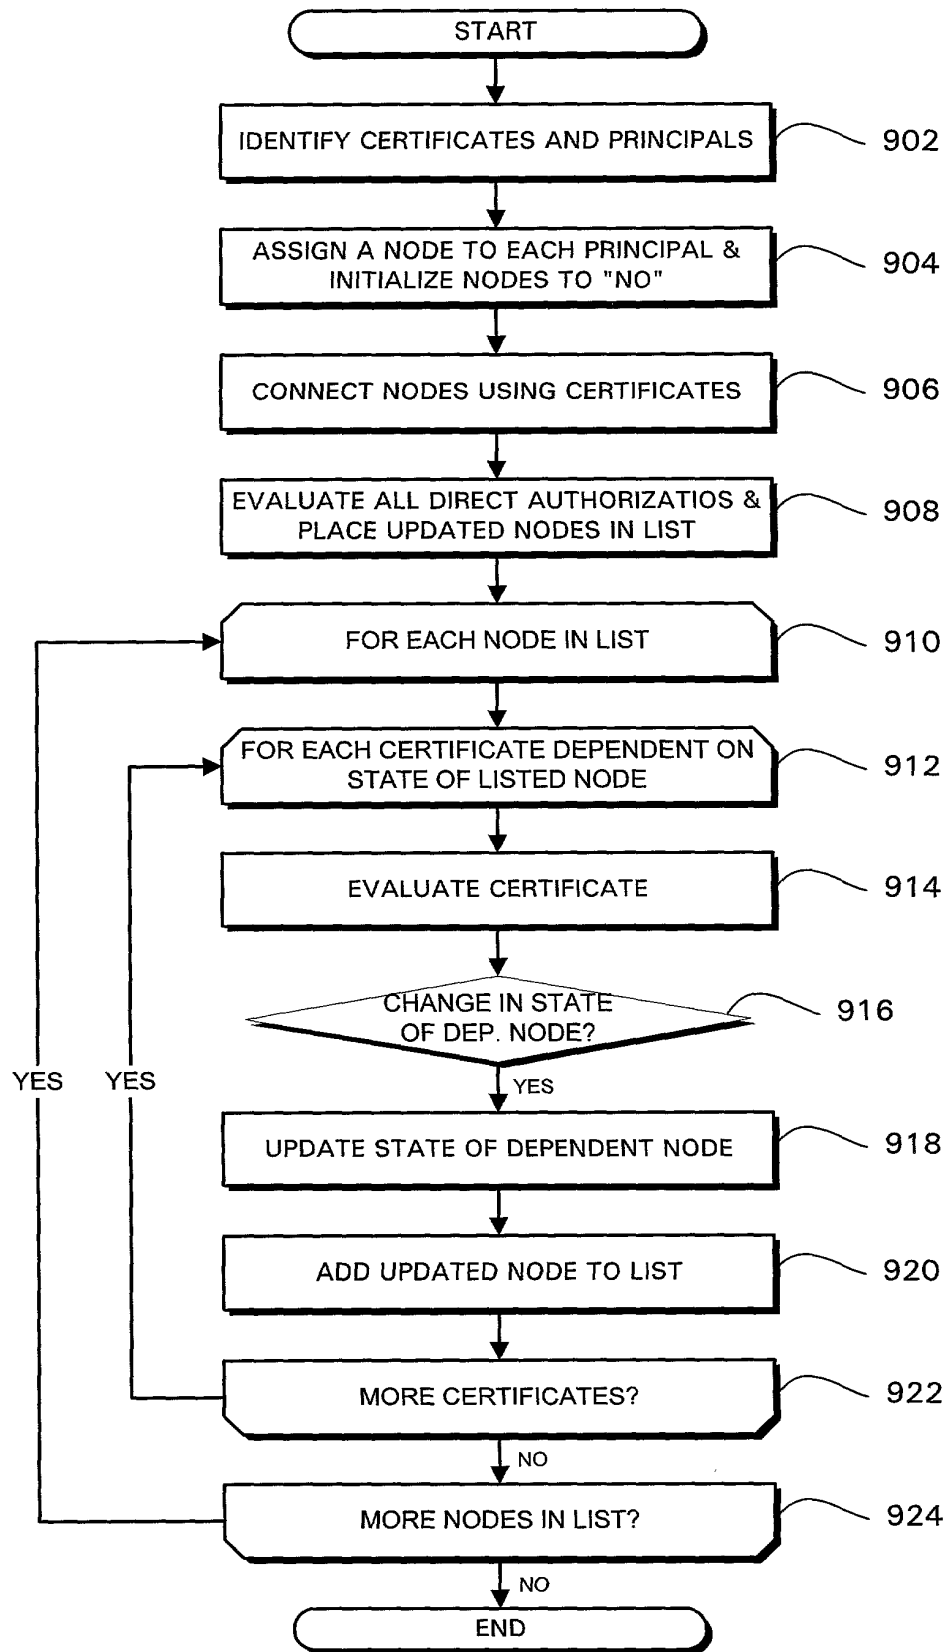 START
IDENTIFY CERTIFICATES AND PRINCIPALS
902
ASSIGN A NODE TO EACH PRINCIPAL &
INITIALIZE NODES TO "NO"
904
CONNECT NODES USING CERTIFICATES
906
EVALUATE ALL DIRECT AUTHORIZATIOS &
PLACE UPDATED NODES IN LIST
908
FOR EACH NODE IN LIST
910
FOR EACH CERTIFICATE DEPENDENT ON
STATE OF LISTED NODE
912
EVALUATE CERTIFICATE
914
CHANGE IN STATE
OF DEP. NODE?
916
YES
YES
YES
UPDATE STATE OF DEPENDENT NODE
918
ADD UPDATED NODE TO LIST
920
MORE CERTIFICATES?
922
NO
MORE NODES IN LIST?
924
NO
END